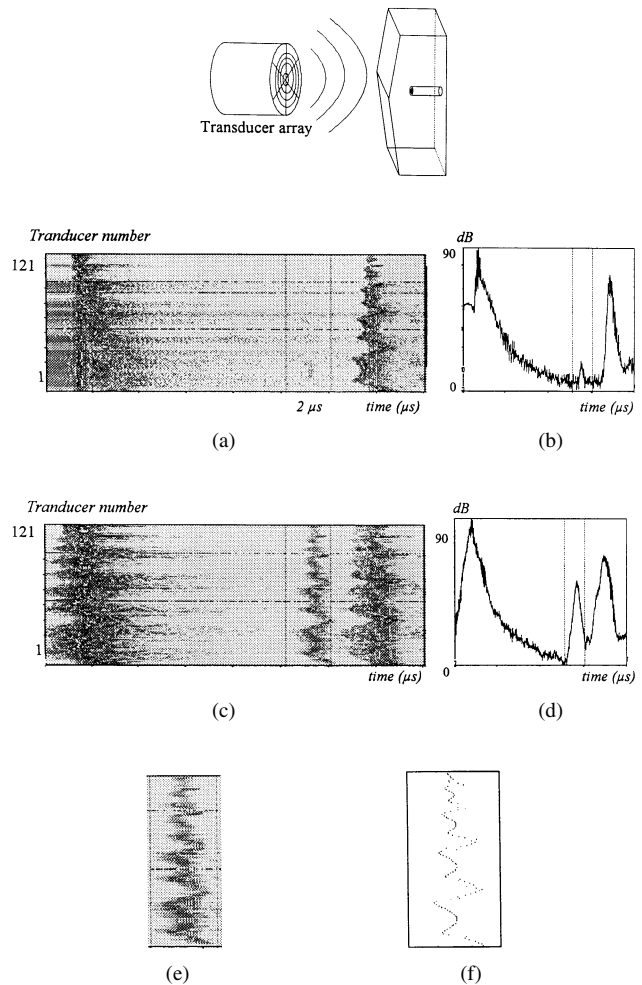 Transducer array
Tranducer number
121
1
2 µs
time (µs)
(a)
dB
90
0
time (µs)
(b)
Tranducer number
121
1
time (µs)
(c)
dB
90
0
time (µs)
(d)
(e)
(f)